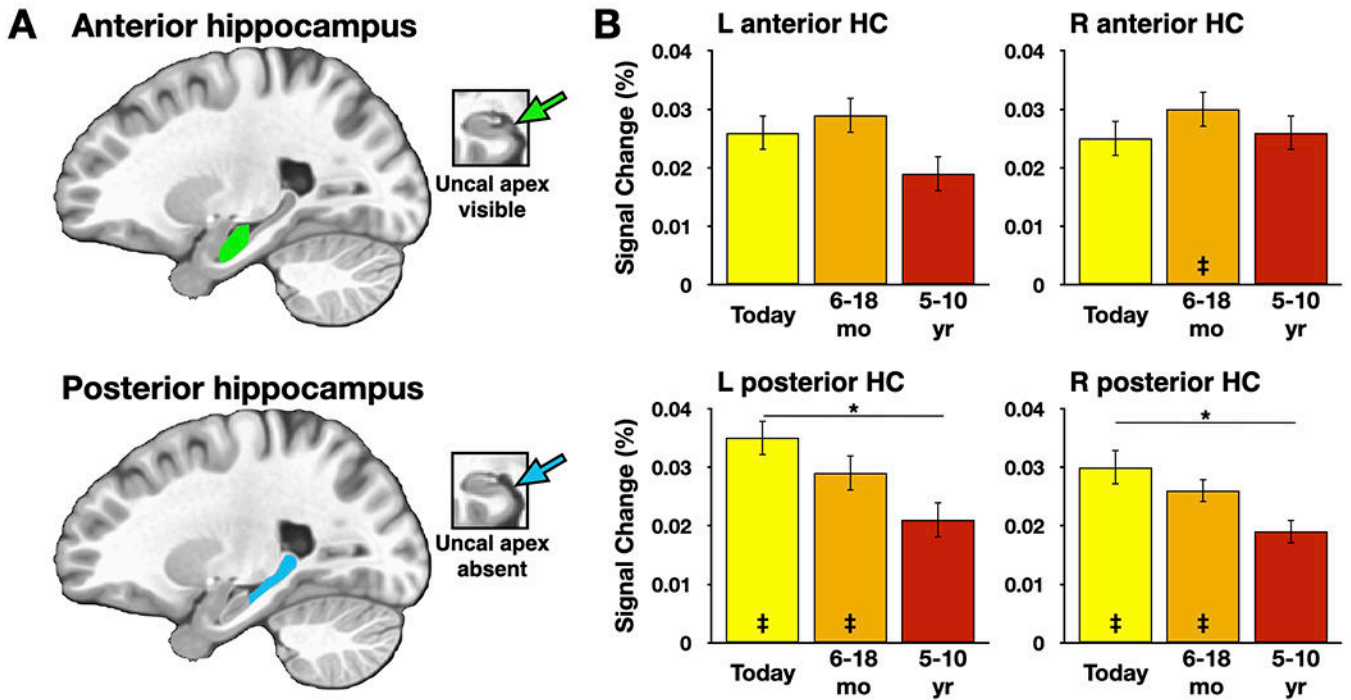 A
Anterior hippocampus
Uncal apex
visible
Posterior hippocampus
Uncal apex
absent
B
L anterior HC
Signal Change (%)
0.04
0.03
0.02
0.01
0
‡
Today
6-18
mo
5-10
yr
R anterior HC
0.04
0.03
0.02
0.01
0
Today
6-18
mo
5-10
yr
L posterior HC
Signal Change (%)
0.04
0.03
0.02
0.01
0
*
‡
‡
Today
6-18
mo
5-10
yr
R posterior HC
0.04
0.03
0.02
0.01
0
*
‡
‡
Today
6-18
mo
5-10
yr